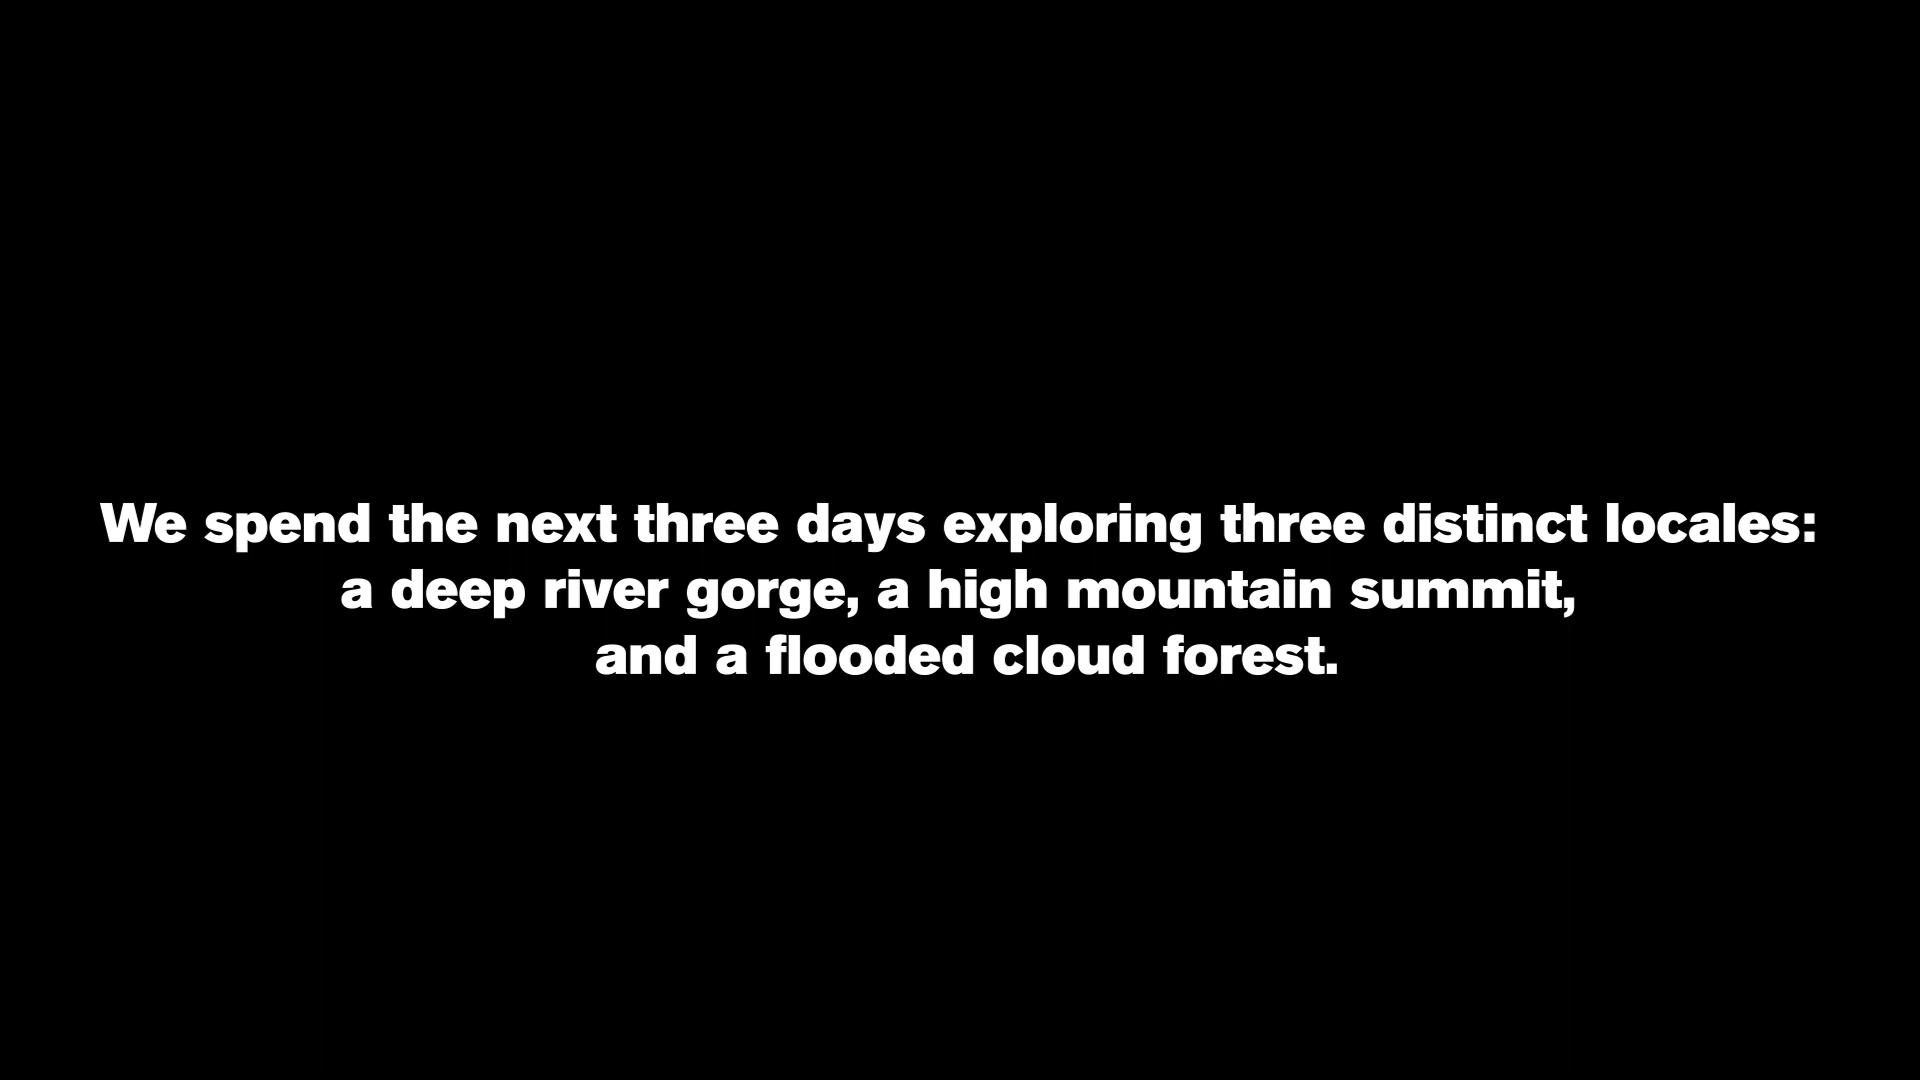 We spend the next three days exploring three distinct locales:
a deep river gorge, a high mountain summit,
and a flooded cloud forest.